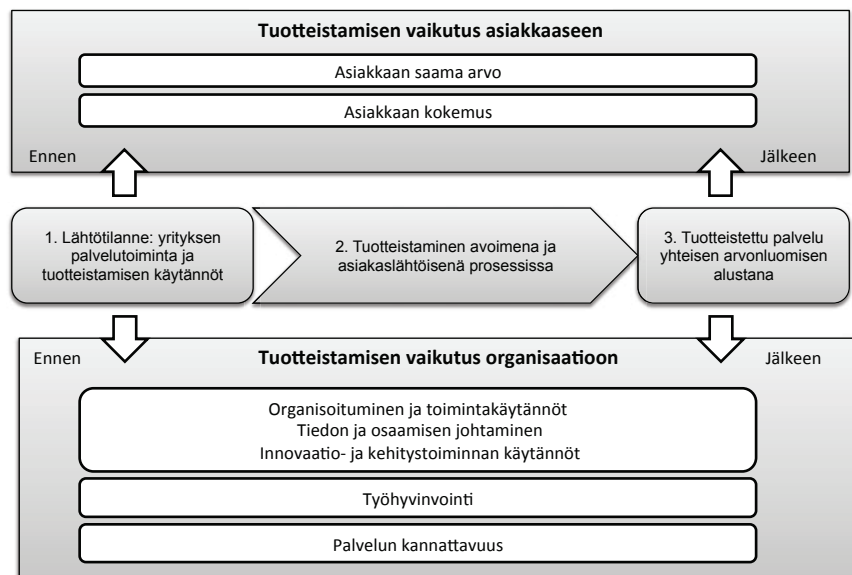 Tuotteistamisen vaikutus asiakkaaseen
Asiakkaan saama arvo
Asiakkaan kokemus
Ennen
Jälkeen
1. Lähtötilanne: yrityksen
palvelutoiminta ja
tuotteistamisen käytännöt
2. Tuotteistaminen avoimena ja
asiakaslähtöisenä prosessissa
3. Tuotteistettu palvelu
yhteisen arvonluomisen
alustana
Ennen
Tuotteistamisen vaikutus organisaatioon
Jälkeen
Organisoituminen ja toimintakäytännöt
Tiedon ja osaamisen johtaminen
Innovaatio- ja kehitystoiminnan käytännöt
Työhyvinvointi
Palvelun kannattavuus